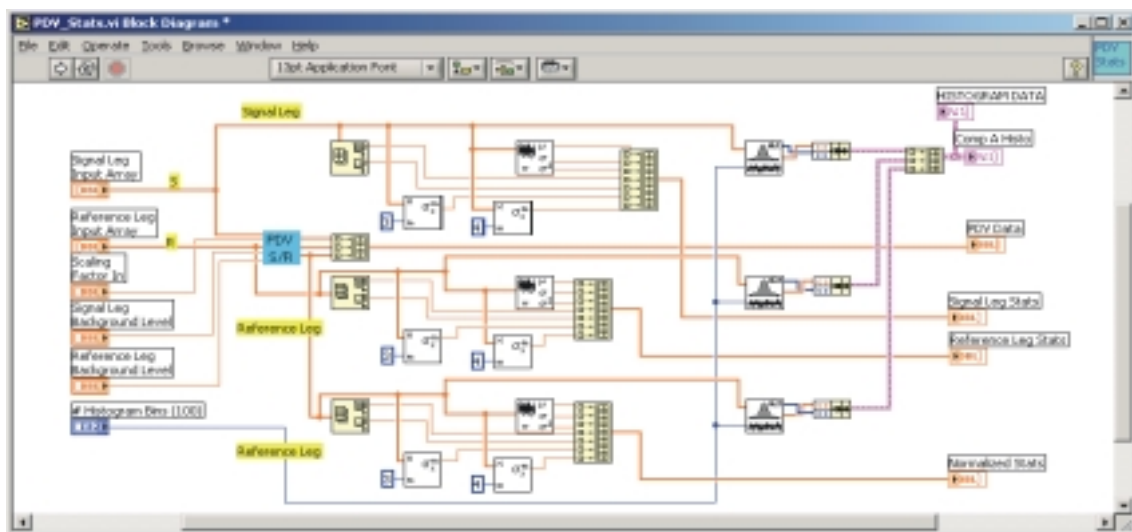 PDV_Stats.vi Block Diagram *
File Edit Operate Tools Browse Window Help
13pt Application Font
PDV
Stats
HISTOGRAM DATA
Signal Leg
Comp A Histo
Signal Leg
Input Array
S
Reference Leg
Input Array
R
PDV
S/R
PDV Data
Scaling
Factor In
Signal Leg
Background Level
Signal Leg Stats
Reference Leg
Reference Leg Stats
Reference Leg
Background Level
# Histogram Bins (100)
Reference Leg
Normalized Stats